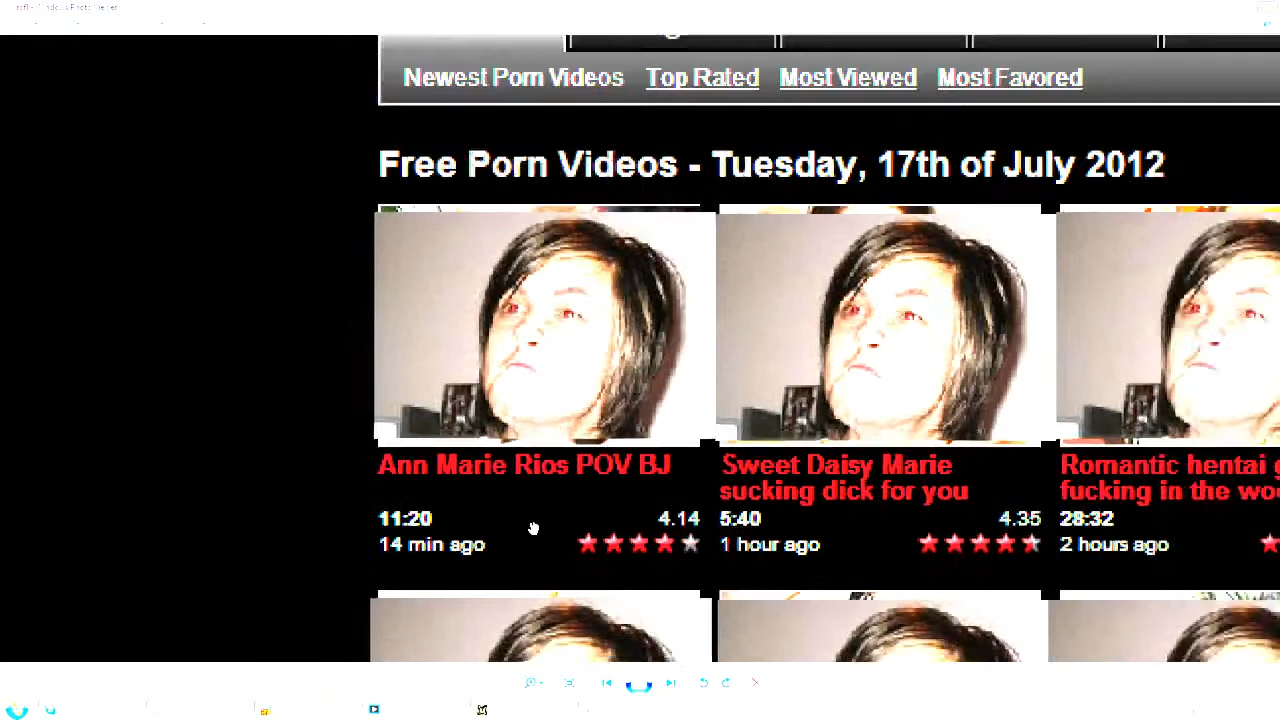 Newest Porn Videos Top Rated Most Viewed Most Favored
Free Porn Videos - Tuesday, 17th of July 2012
Ann Marie Rios POV BJ
Sweet Daisy Marie
sucking dick for you
Romantic hentai
fucking in the
11:20 4.14
5:40 4.35
28:32
14 min ago
1 hour ago
2 hours ago